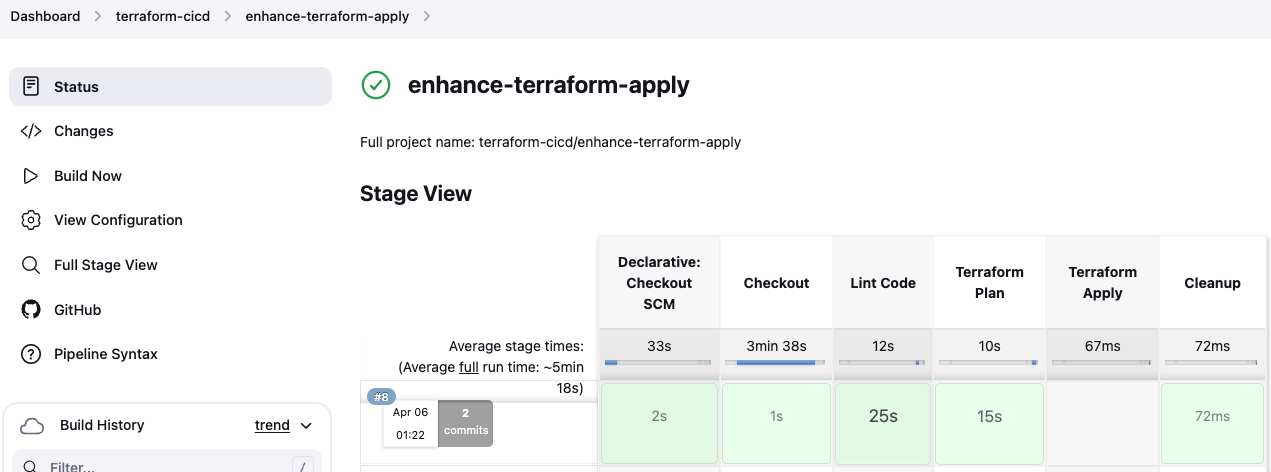 Dashboard > terraform-cicd > enhance-terraform-apply >
Status
Changes
Build Now
View Configuration
Full Stage View
GitHub
Pipeline Syntax
Build History
trend
Filter...
/
enhance-terraform-apply
Full project name: terraform-cicd/enhance-terraform-apply
Stage View
Declarative:
Checkout
SCM
Checkout
Lint Code
Terraform
Plan
Terraform
Apply
Cleanup
Average stage times:
(Average full run time: ~5min
18s)
33s
3min 38s
12s
10s
67ms
72ms
#8
Apr 06
01:22
2
commits
2s
1s
25s
15s
72ms